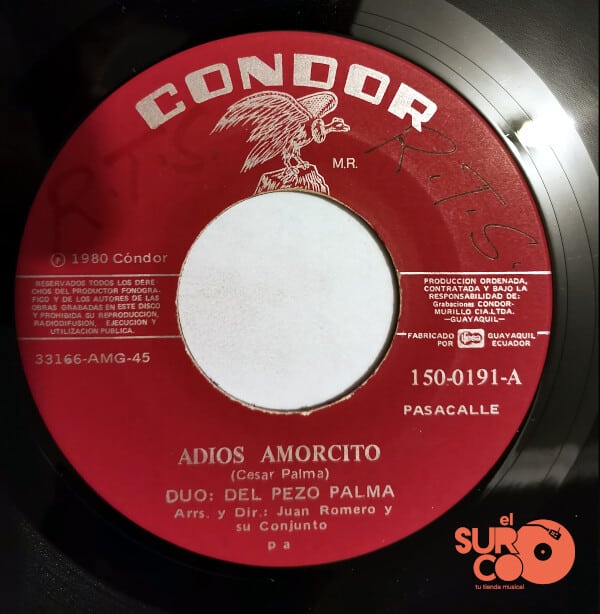 CONDOR
M.R.
R.T.S.
R.T.S.
℗ 1980 Cóndor
RESERVADOS TODOS LOS DERE-
CHOS DEL PRODUCTOR FONOGRA-
FICO Y DE LOS AUTORES DE LAS
OBRAS GRABADAS EN ESTE DISCO
Y PROHIBIDA SU REPRODUCCION,
RADIODIFUSION, EJECUCION Y
UTILIZACION PUBLICA.
33166-AMG-45
PRODUCCION ORDENADA,
CONTRATADA Y BAJO LA
RESPONSABILIDAD DE:
Grabaciones CONDOR-
MURILLO CIA.LTDA.
—GUAYAQUIL—
FABRICADO POR
GUAYAQUIL ECUADOR
150-0191-A
PASACALLE
ADIOS AMORCITO
(Cesar Palma)
DUO: DEL PEZO PALMA
Arrs. y Dir.: Juan Romero y
su Conjunto
p a
el
SUR
CO
tu tienda musical